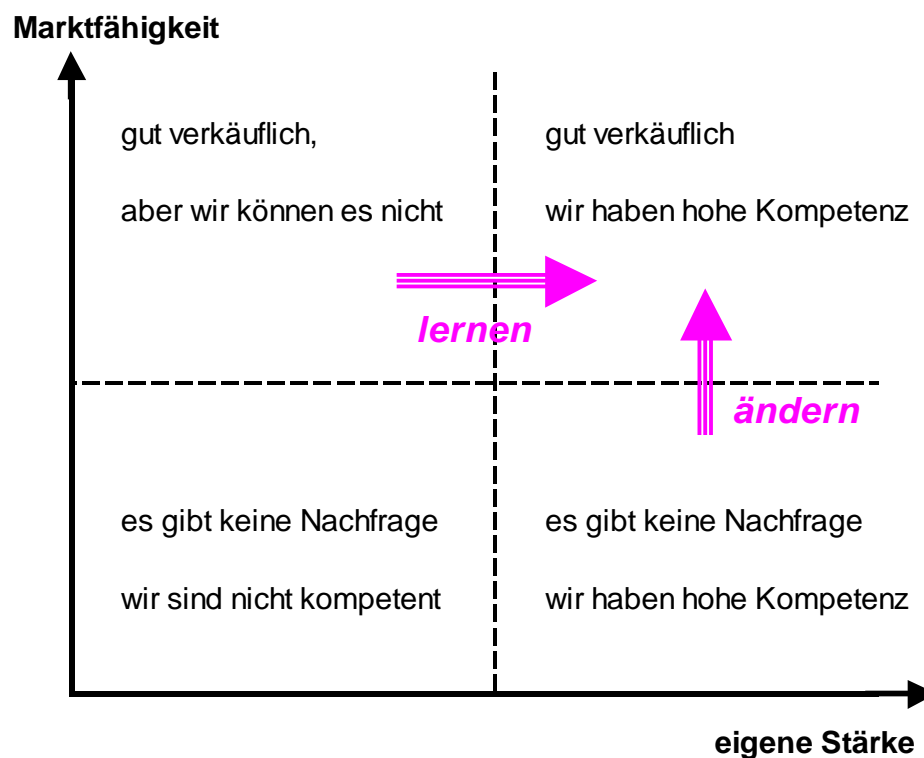 Marktfähigkeit
gut verkäuflich,
aber wir können es nicht
gut verkäuflich
wir haben hohe Kompetenz
lernen
ändern
es gibt keine Nachfrage
wir sind nicht kompetent
es gibt keine Nachfrage
wir haben hohe Kompetenz
eigene Stärke